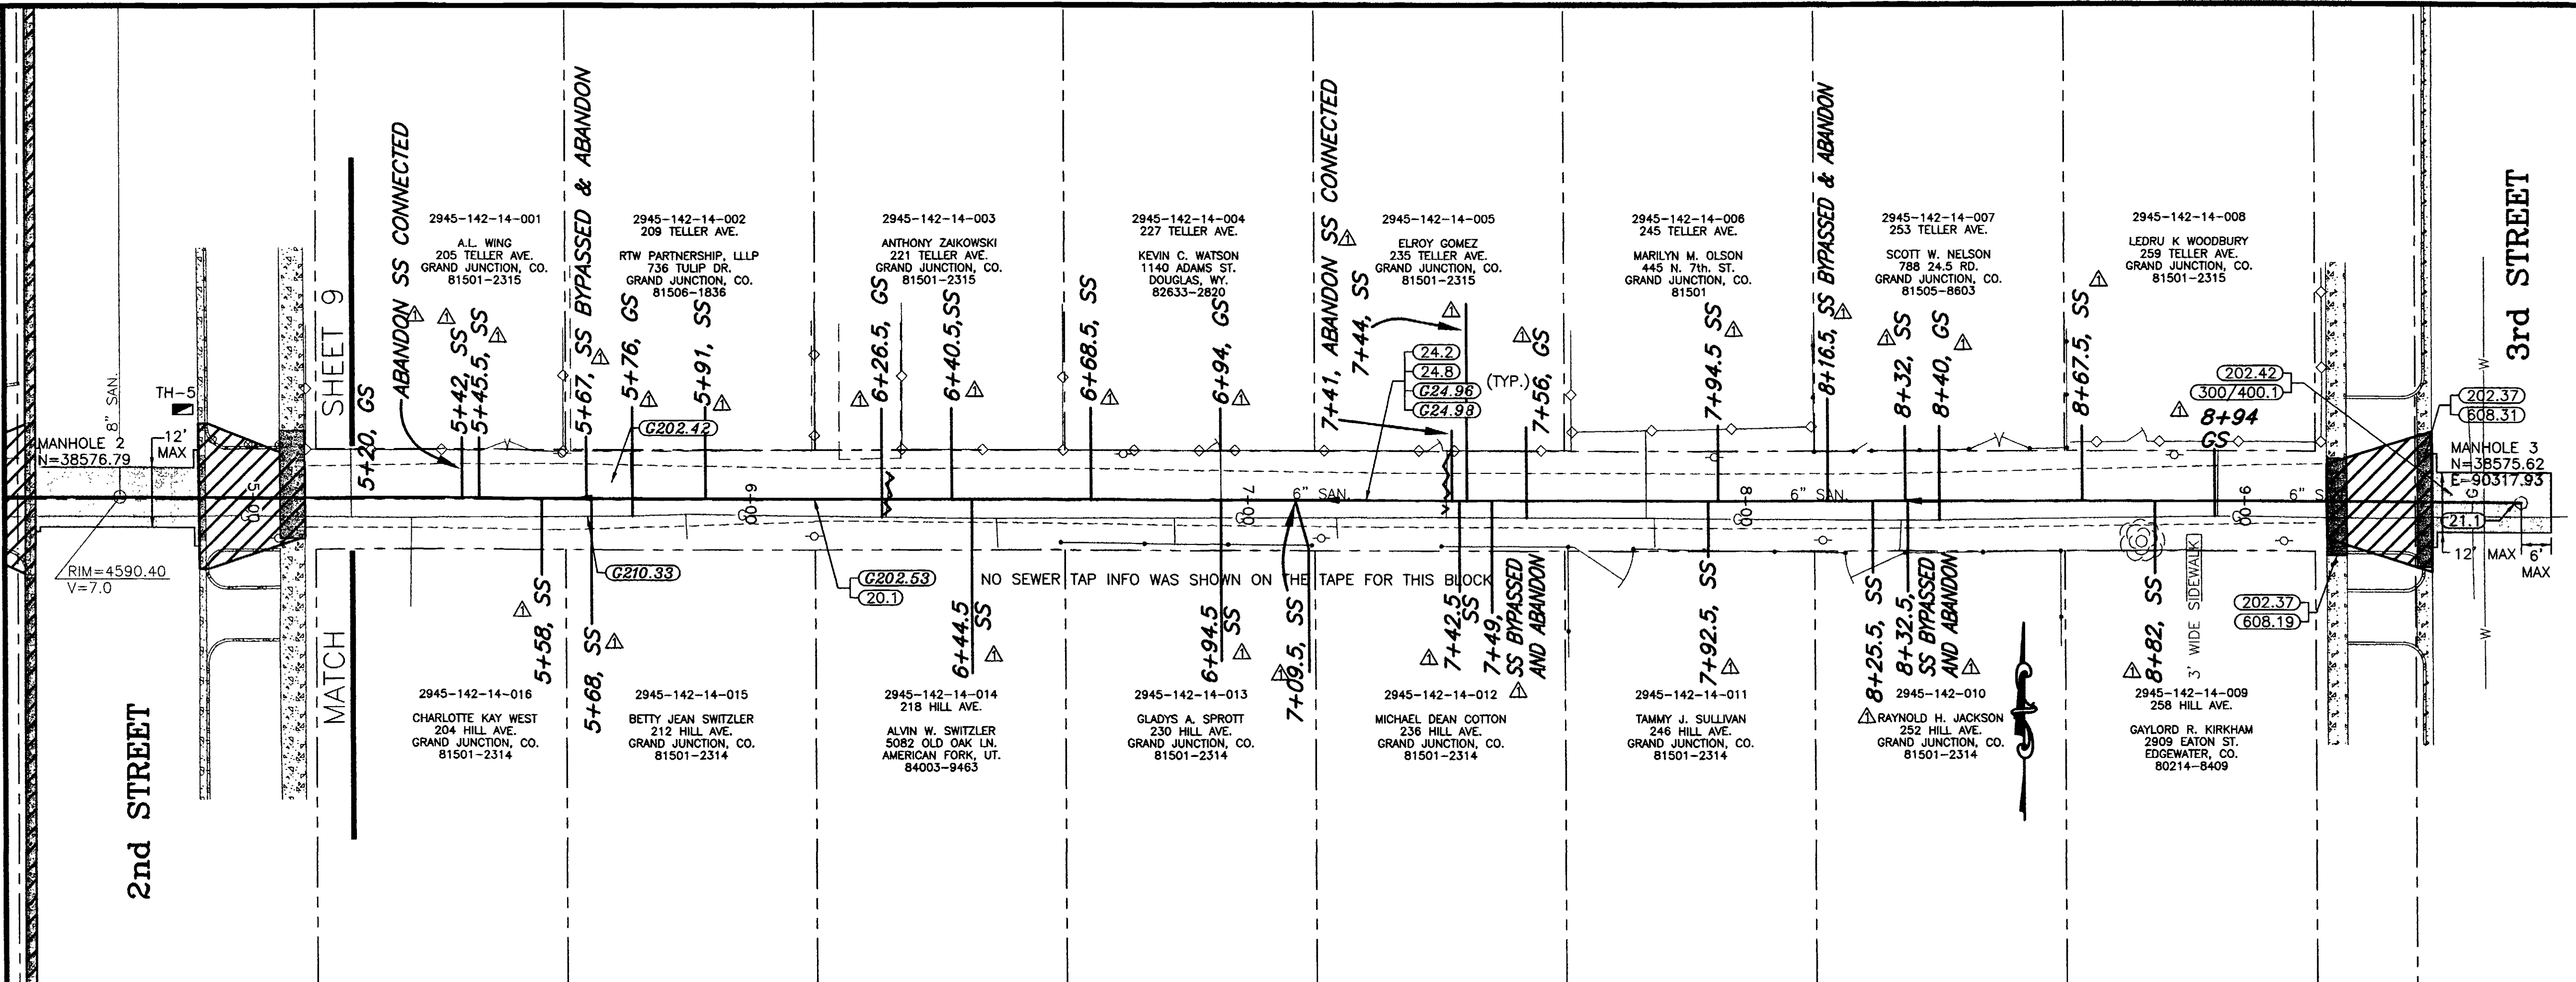 2nd STREET
8" SAN.
TH-5
MANHOLE 2
N=38576.79
12'
MAX
RIM=4590.40
V=7.0
5+00
SHEET 9
MATCH
5+20, GS
ABANDON SS CONNECTED
5+42, SS
5+45.5, SS
2945-142-14-001
A.L. WING
205 TELLER AVE.
GRAND JUNCTION, CO.
81501-2315
5+67, SS BYPASSED & ABANDON
2945-142-14-002
209 TELLER AVE.
RTW PARTNERSHIP, LLLP
736 TULIP DR.
GRAND JUNCTION, CO.
81506-1836
5+76, GS
5+91, SS
G202.42
2945-142-14-003
ANTHONY ZAIKOWSKI
221 TELLER AVE.
GRAND JUNCTION, CO.
81501-2315
6+26.5, GS
6+40.5, SS
2945-142-14-004
227 TELLER AVE.
KEVIN C. WATSON
1140 ADAMS ST.
DOUGLAS, WY.
82633-2820
6+68.5, SS
6+94, GS
7+41, ABANDON SS CONNECTED
7+44, SS
2945-142-14-005
ELROY GOMEZ
235 TELLER AVE.
GRAND JUNCTION, CO.
81501-2315
24.2
24.8
G24.96
G24.98
(TYP.)
7+56, GS
2945-142-14-006
245 TELLER AVE.
MARILYN M. OLSON
445 N. 7th. ST.
GRAND JUNCTION, CO.
81501
7+94.5 SS
8+16.5, SS BYPASSED & ABANDON
2945-142-14-007
253 TELLER AVE.
SCOTT W. NELSON
788 24.5 RD.
GRAND JUNCTION, CO.
81505-8603
8+32, SS
8+40, GS
8+67.5, SS
2945-142-14-008
LEDRU K WOODBURY
259 TELLER AVE.
GRAND JUNCTION, CO.
81501-2315
202.42
300/400.1
8+94
GS
202.37
608.31
3rd STREET
MANHOLE 3
N=38575.62
E=90317.93
G
W
W
21.1
12' MAX
6'
MAX
6+00
7+00
6" SAN.
8+00
6" SAN.
9+00
6" S
5+58, SS
5+68, SS
G210.33
G202.53
20.1
NO SEWER TAP INFO WAS SHOWN ON THE TAPE FOR THIS BLOCK
6+44.5
SS
6+94.5
SS
7+09.5, SS
7+42.5
SS
7+49,
SS BYPASSED
AND ABANDON
7+92.5, SS
8+25.5, SS
8+32.5,
SS BYPASSED
AND ABANDON
8+82, SS
3' WIDE SIDEWALK
202.37
608.19
2945-142-14-016
CHARLOTTE KAY WEST
204 HILL AVE.
GRAND JUNCTION, CO.
81501-2314
2945-142-14-015
BETTY JEAN SWITZLER
212 HILL AVE.
GRAND JUNCTION, CO.
81501-2314
2945-142-14-014
218 HILL AVE.
ALVIN W. SWITZLER
5082 OLD OAK LN.
AMERICAN FORK, UT.
84003-9463
2945-142-14-013
GLADYS A. SPROTT
230 HILL AVE.
GRAND JUNCTION, CO.
81501-2314
2945-142-14-012
MICHAEL DEAN COTTON
236 HILL AVE.
GRAND JUNCTION, CO.
81501-2314
2945-142-14-011
TAMMY J. SULLIVAN
246 HILL AVE.
GRAND JUNCTION, CO.
81501-2314
2945-142-010
RAYNOLD H. JACKSON
252 HILL AVE.
GRAND JUNCTION, CO.
81501-2314
2945-142-14-009
258 HILL AVE.
GAYLORD R. KIRKHAM
2909 EATON ST.
EDGEWATER, CO.
80214-8409